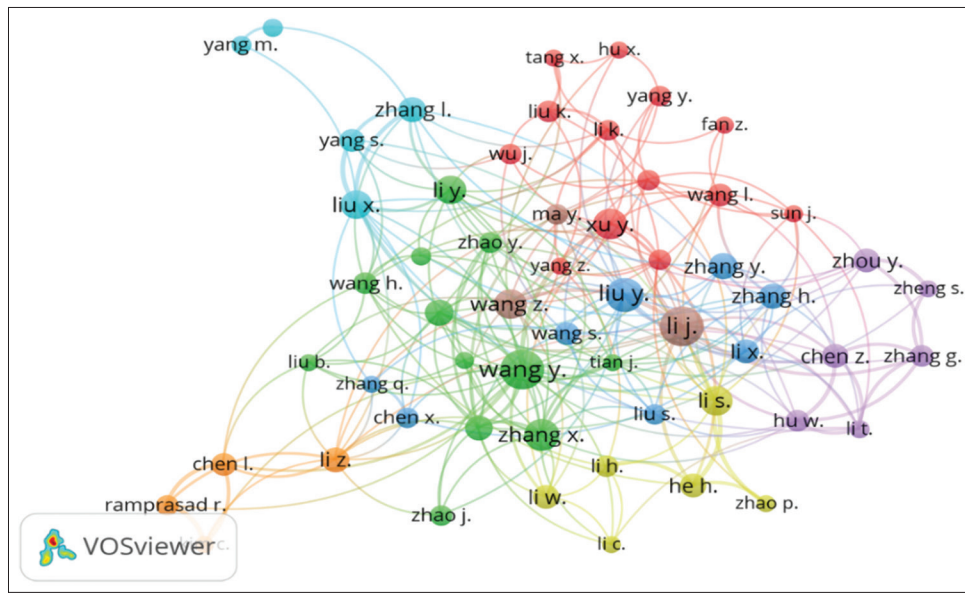 yang m.
hu x.
tang x.
yang y.
zhang l.
liu k.
fan z.
li k.
yang s.
wu j.
li y.
wang l.
liu x.
ma y.
sun j.
xu y.
zhao y.
zhou y.
yang z.
zhang y.
wang h.
zheng s.
liu y.
zhang h.
wang z.
li j.
wang s.
li x.
chen z.
zhang g.
liu b.
tian j.
wang y.
zhang q.
li s.
chen x.
liu s.
hu w.
li t.
zhang x.
li z.
chen l.
li h.
he h.
li w.
zhao p.
ramprasad r.
zhao j.
li c.
VOSviewer